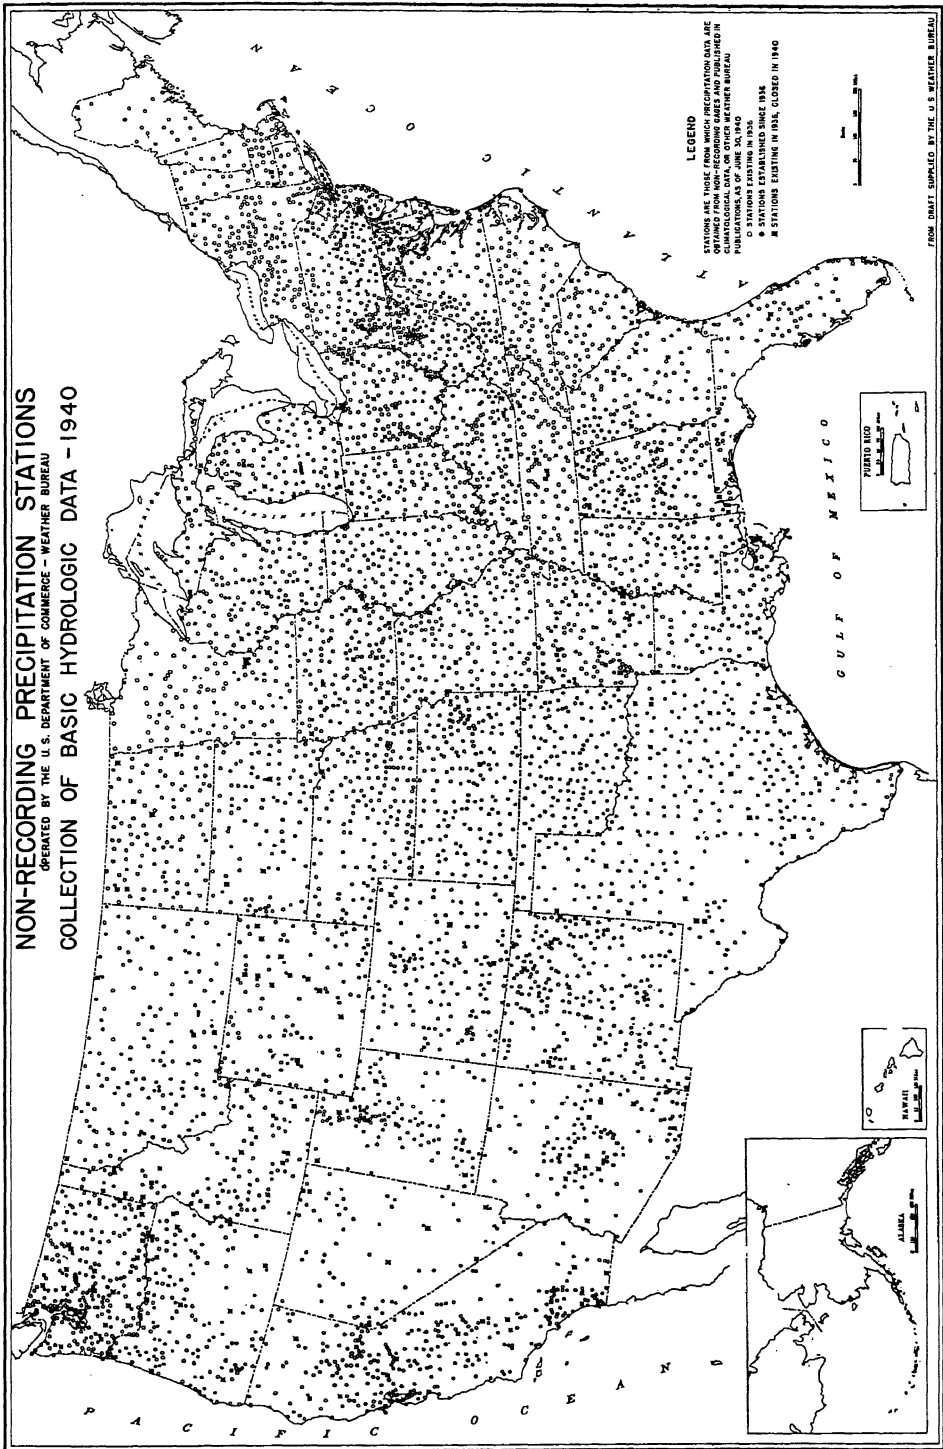 NON-RECORDING PRECIPITATION STATIONS
OPERATED BY THE U.S. DEPARTMENT OF COMMERCE - WEATHER BUREAU
COLLECTION OF BASIC HYDROLOGIC DATA - 1940
LEGEND
STATIONS ARE THOSE FROM WHICH PRECIPITATION DATA ARE
OBTAINED FROM NON-RECORDING GAGES AND PUBLISHED IN
CLIMATOLOGICAL DATA, OR OTHER WEATHER BUREAU
PUBLICATIONS, AS OF JUNE 30, 1940
STATIONS EXISTING IN 1936
STATIONS ESTABLISHED SINCE 1936
STATIONS EXISTING IN 1936, CLOSED IN 1940
PACIFIC OCEAN
ATLANTIC OCEAN
GULF OF MEXICO
ALASKA
HAWAII
PUERTO RICO
FROM DRAFT SUPPLIED BY THE U S WEATHER BUREAU